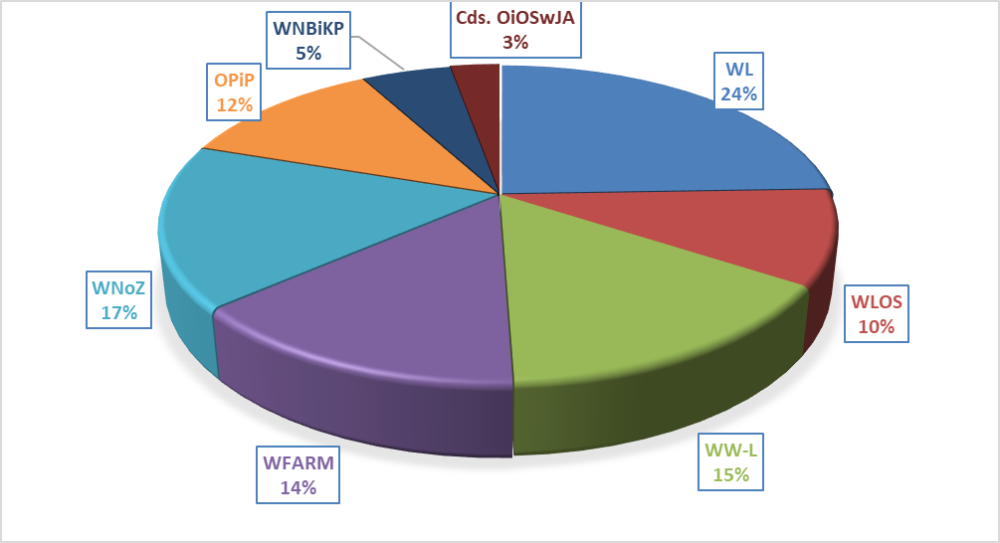 Cds. OiOSwJA
3%
WNBiKP
5%
WL
24%
OPiP
12%
WNoZ
17%
WLOS
10%
WW-L
15%
WFARM
14%